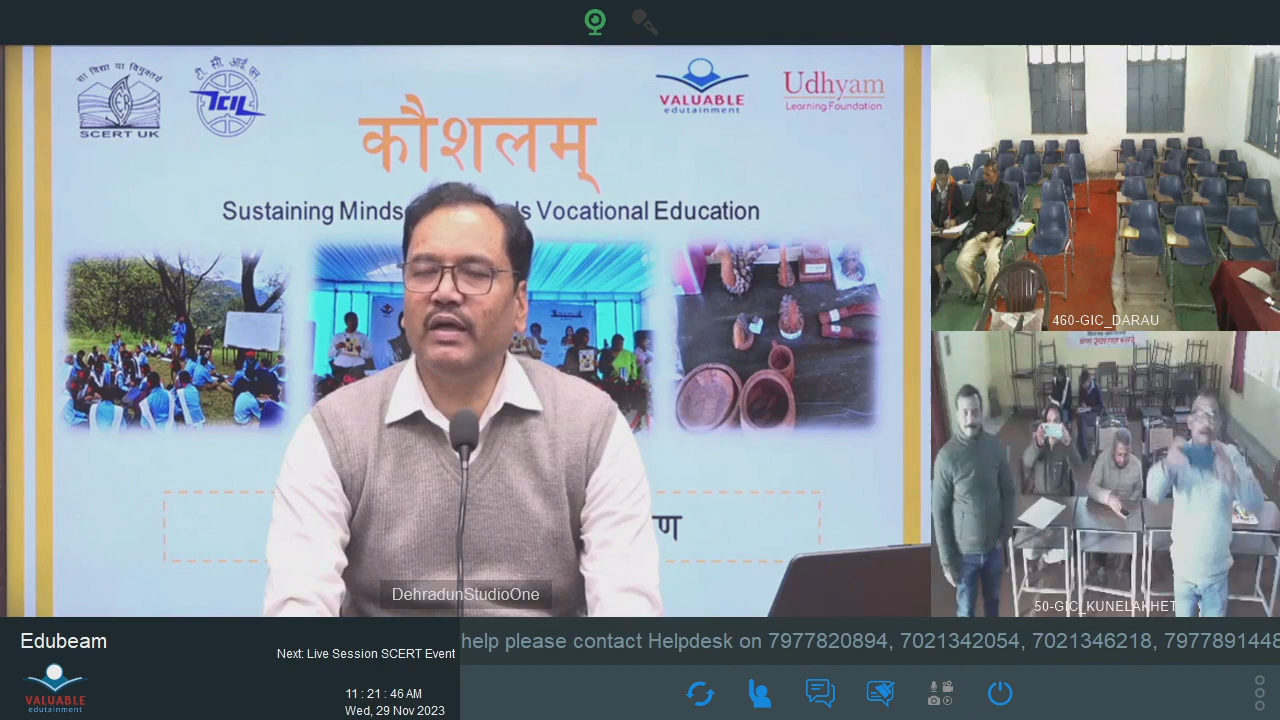 सा विद्या या विमुक्तये
SCERT UK
टी. सी. आई. एल
TCIL
VALUABLE
edutainment
Udhyam
Learning Foundation
कौशलम्
Sustaining Minds Vocational Education
DehradunStudioOne
460-GIC_DARAU
50-GIC_KUNELAKHET
Edubeam
Next: Live Session SCERT Event
help please contact Helpdesk on 7977820894, 7021342054, 7021346218, 7977891448
VALUABLE
edutainment
11 : 21 : 46 AM
Wed, 29 Nov 2023